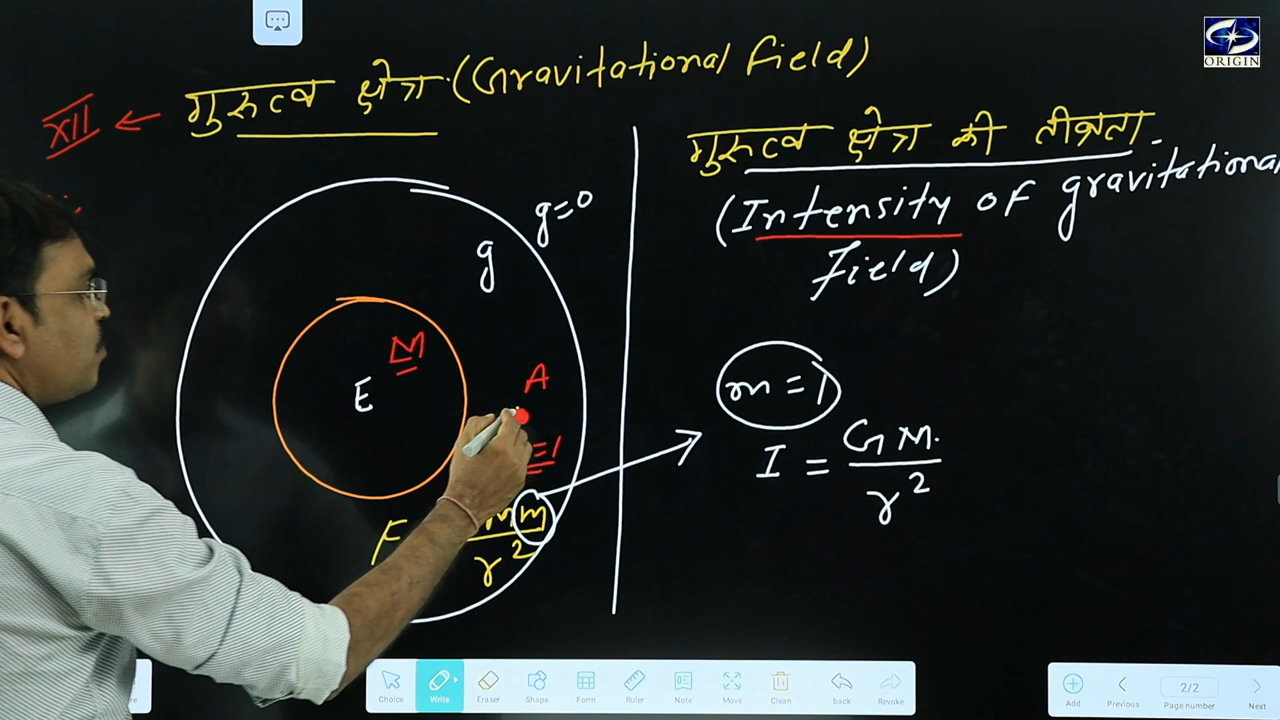 गुरुत्व क्षेत्र (Gravitational Field)
XII ←
g=0
g
M
E
A
=1
F
m
r²
गुरुत्व क्षेत्र की तीव्रता
(Intensity of gravitational
Field)
m = 1
I = GM
r²
ORIGIN
Choice
Write
Eraser
Shape
Form
Ruler
Note
Move
Clean
back
Revoke
Add
Previous
2/2
Page number
Next